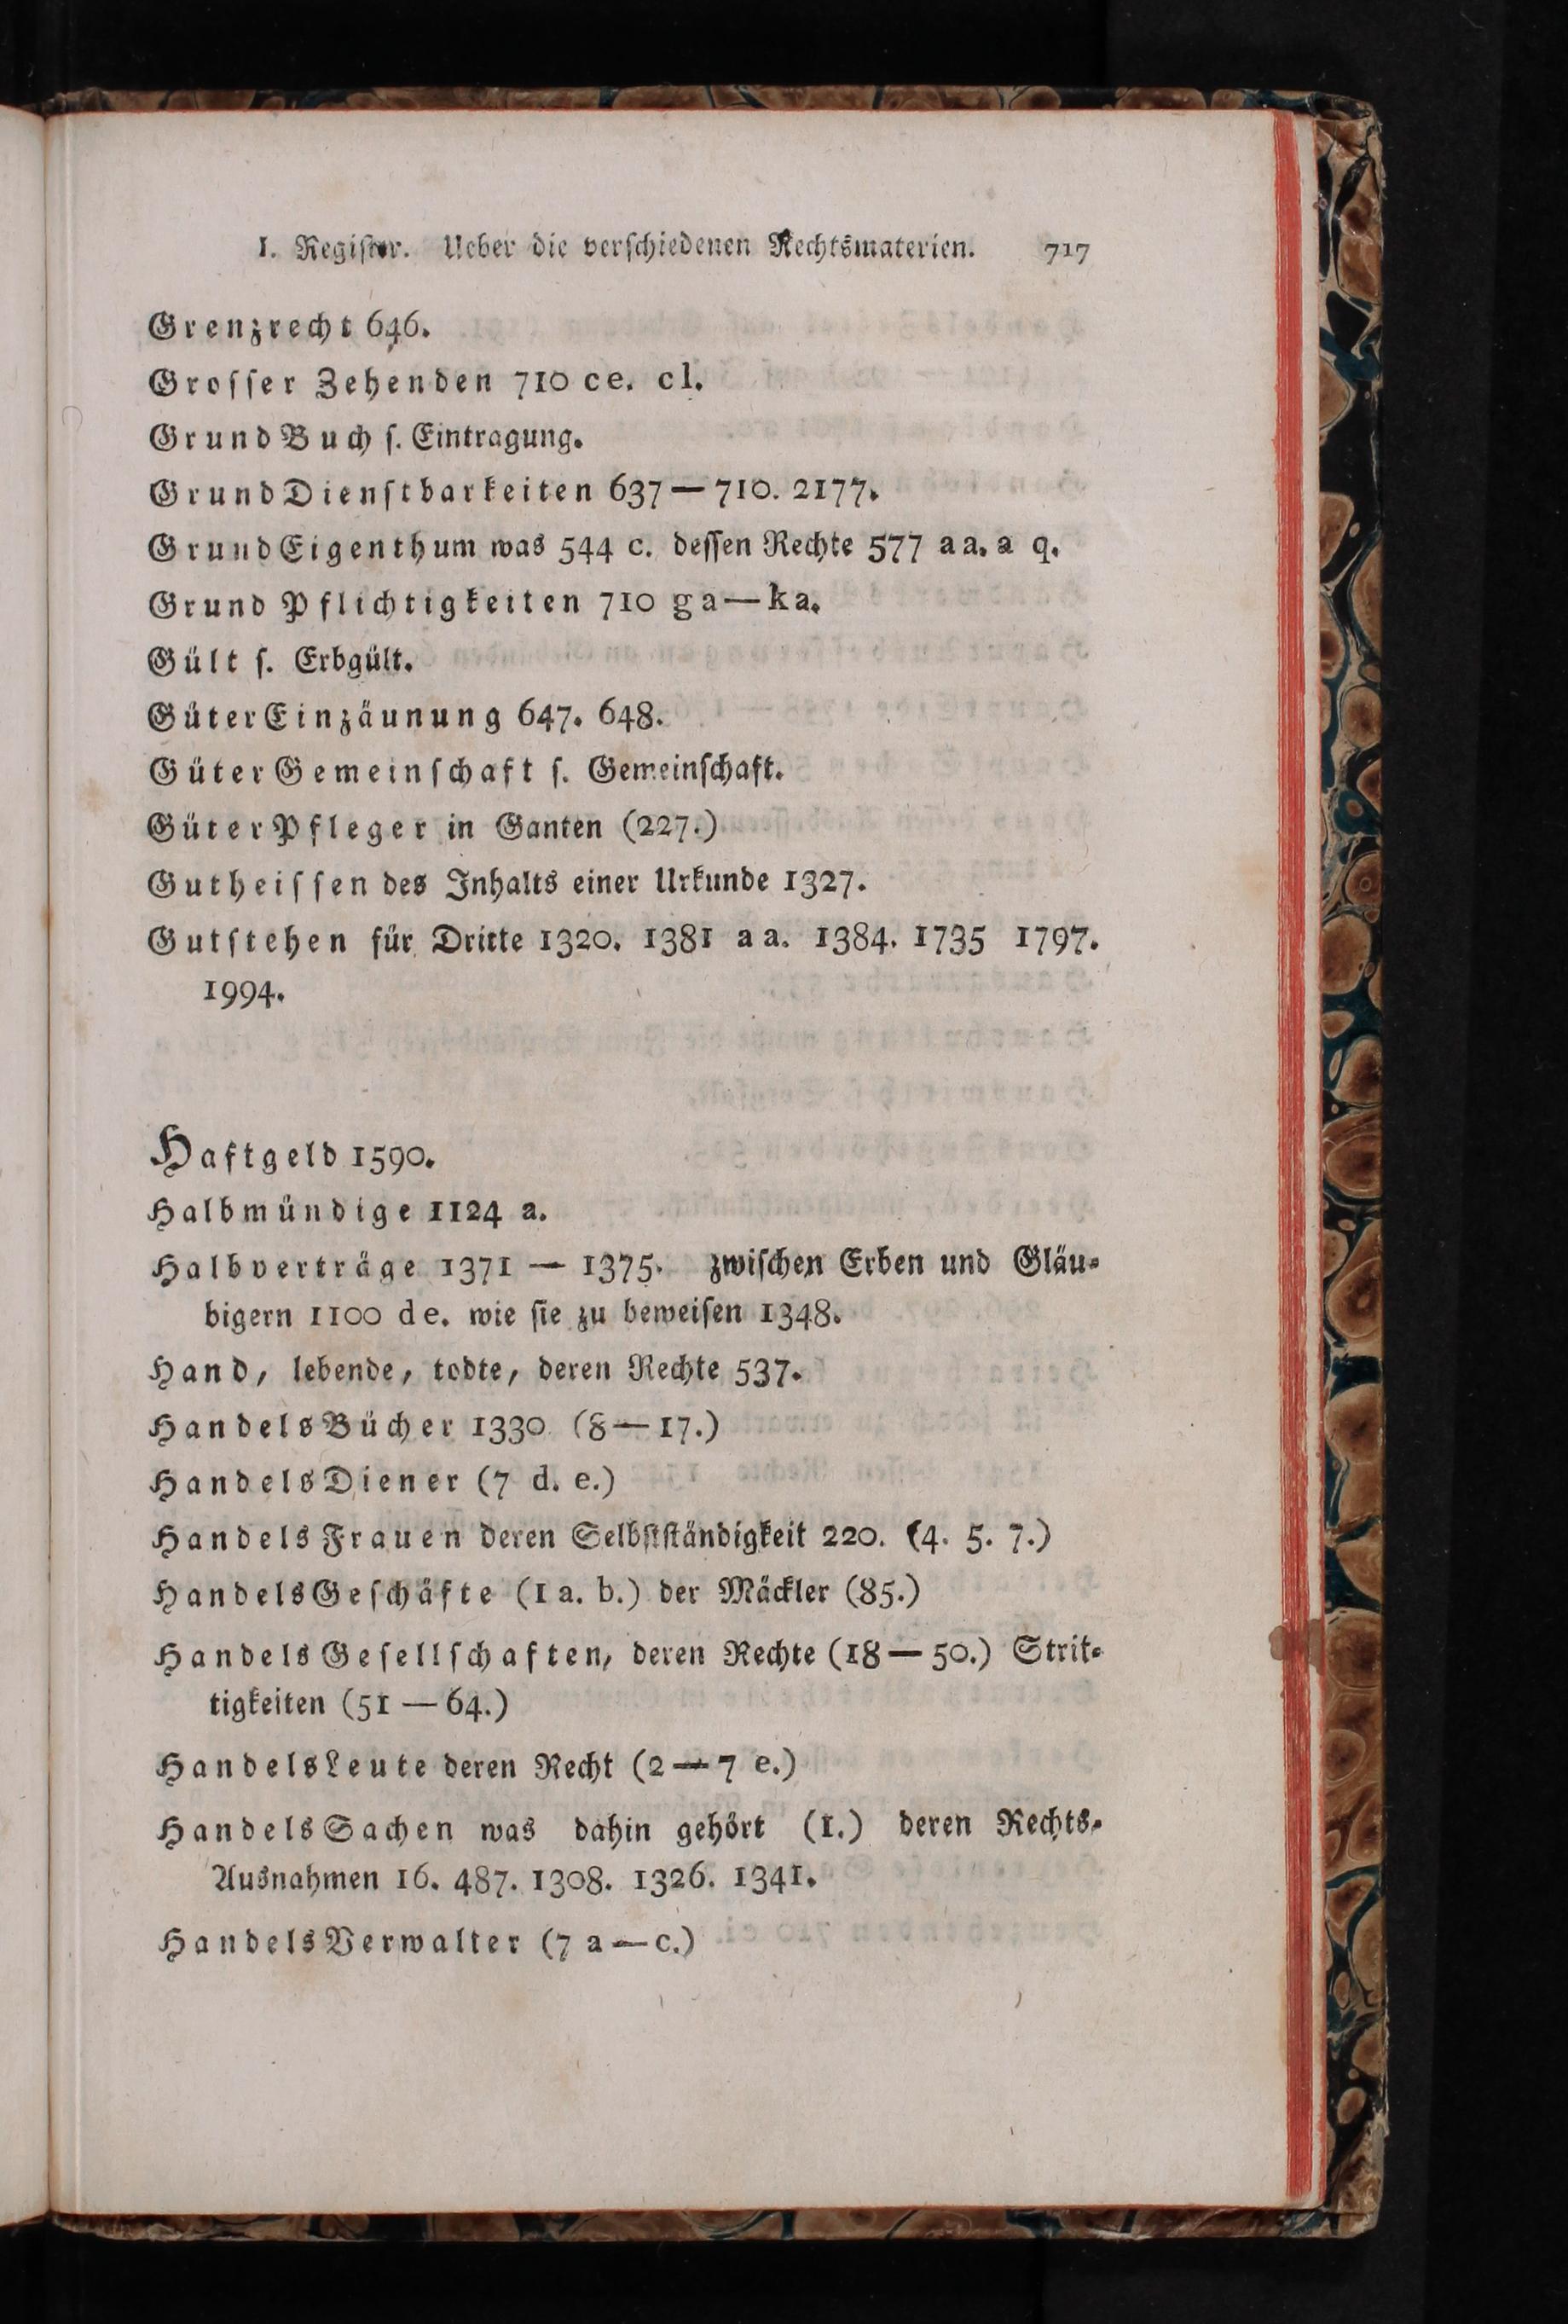 I. Register. Ueber die verschiedenen Rechtsmaterien. 717
Grenzrecht 646.
Grosser Zehenden 710 ce. cl.
GrundBuch s. Eintragung.
GrundDienstbarkeiten 637 — 710. 2177.
GrundEigenthum was 544 c. dessen Rechte 577 aa. a q.
Grund Pflichtigkeiten 710 ga — ka.
Gült s. Erbgült.
GüterEinzäunung 647. 648.
GüterGemeinschaft s. Gemeinschaft.
GüterPfleger in Ganten (227.)
Gutheissen des Inhalts einer Urkunde 1327.
Gutstehen für Dritte 1320. 1381 aa. 1384. 1735 1797.
1994.
Haftgeld 1590.
Halbmündige 1124 a.
Halbverträge 1371 — 1375. zwischen Erben und Gläu-
bigern 1100 de. wie sie zu beweisen 1348.
Hand, lebende, todte, deren Rechte 537.
HandelsBücher 1330 (8 — 17.)
HandelsDiener (7 d. e.)
HandelsFrauen deren Selbstständigkeit 220. (4. 5. 7.)
HandelsGeschäfte (1 a. b.) der Mäckler (85.)
HandelsGesellschaften, deren Rechte (18 — 50.) Strit-
tigkeiten (51 — 64.)
HandelsLeute deren Recht (2 — 7 e.)
HandelsSachen was dahin gehört (1.) deren Rechts-
Ausnahmen 16. 487. 1308. 1326. 1341.
HandelsVerwalter (7 a — c.)